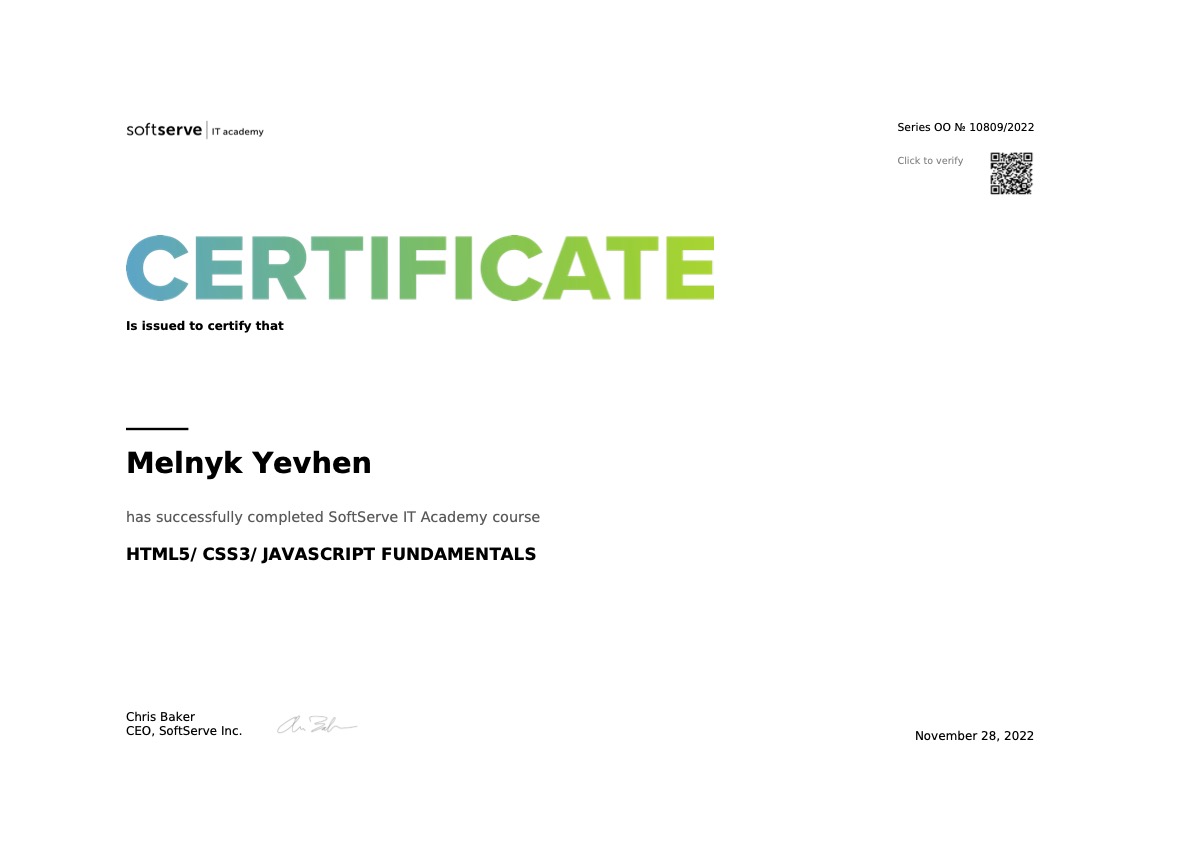 softserve | IT academy
Series OO № 10809/2022
Click to verify
CERTIFICATE
Is issued to certify that
Melnyk Yevhen
has successfully completed SoftServe IT Academy course
HTML5/ CSS3/ JAVASCRIPT FUNDAMENTALS
Chris Baker
CEO, SoftServe Inc.
November 28, 2022